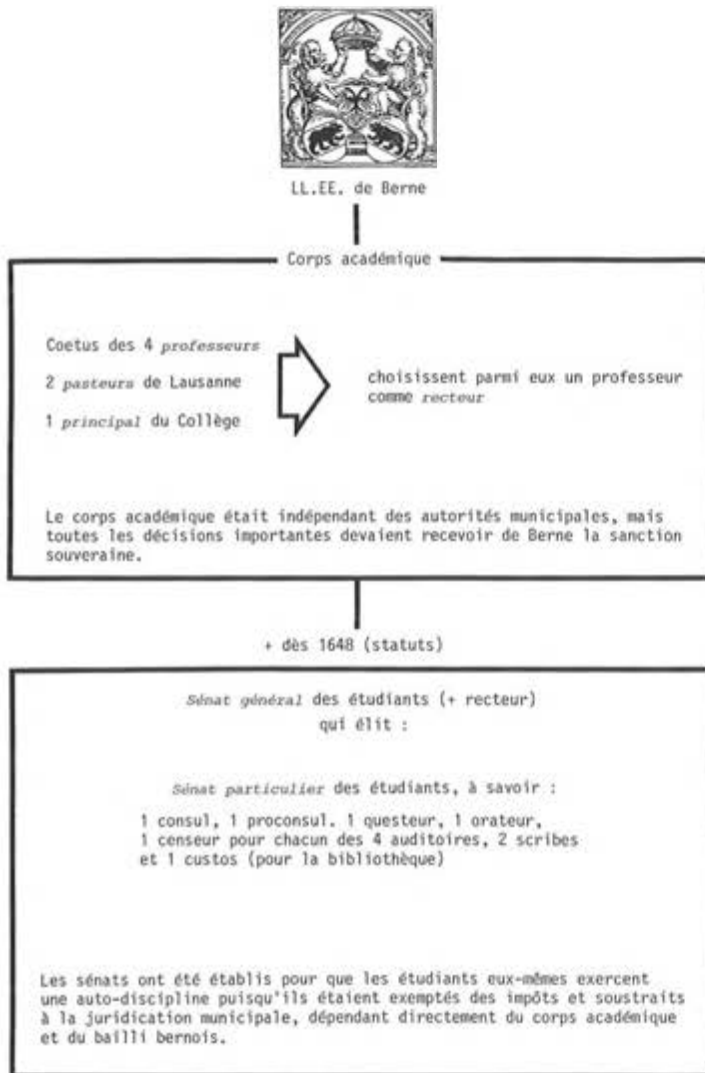 LL.EE. de Berne
Corps académique
Coetus des 4 professeurs
2 pasteurs de Lausanne
1 principal du Collège
choisissent parmi eux un professeur
comme recteur
Le corps académique était indépendant des autorités municipales, mais
toutes les décisions importantes devaient recevoir de Berne la sanction
souveraine.
+ dès 1648 (statuts)
Sénat général des étudiants (+ recteur)
qui élit :
Sénat particulier des étudiants, à savoir :
1 consul, 1 proconsul. 1 questeur, 1 orateur,
1 censeur pour chacun des 4 auditoires, 2 scribes
et 1 custos (pour la bibliothèque)
Les sénats ont été établis pour que les étudiants eux-mêmes exercent
une auto-discipline puisqu'ils étaient exemptés des impôts et soustraits
à la juridication municipale, dépendant directement du corps académique
et du bailli bernois.